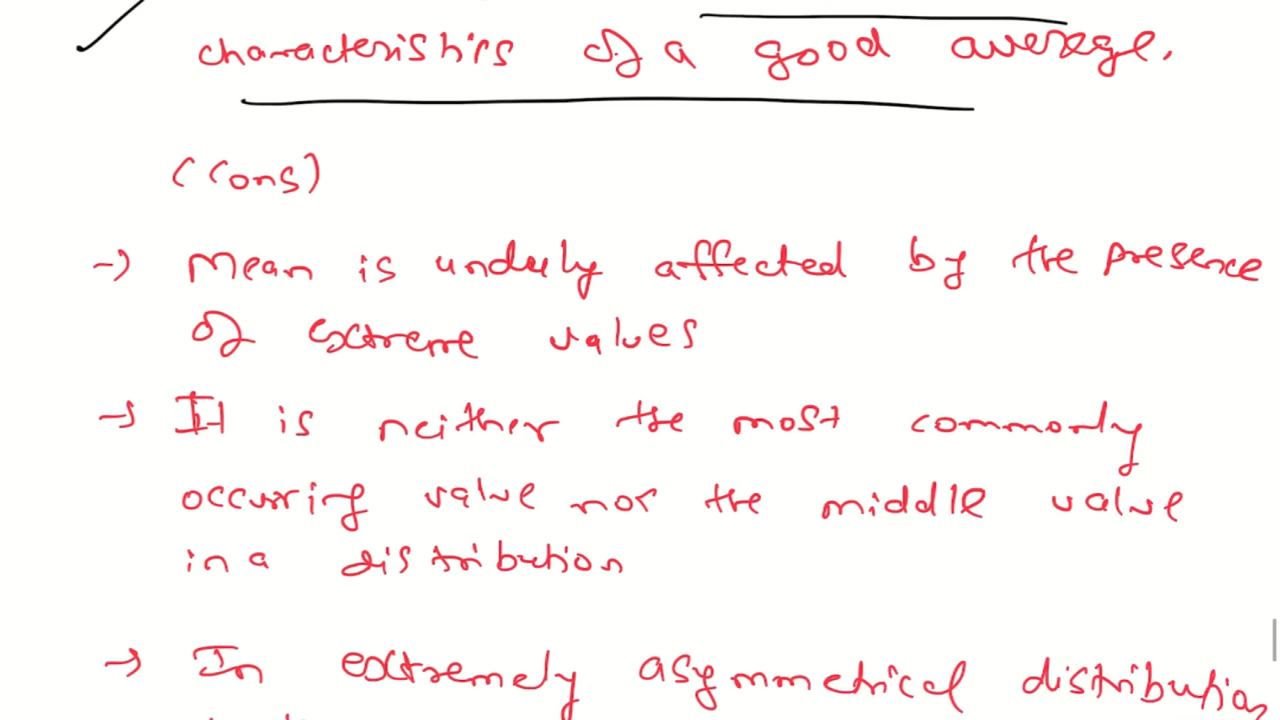 characteristics of a good average.
(Cons)
→ Mean is unduly affected by the presence
of extreme values
→ It is neither the most commonly
occurring value nor the middle value
in a distribution
→ In extremely asymmetrical distribution